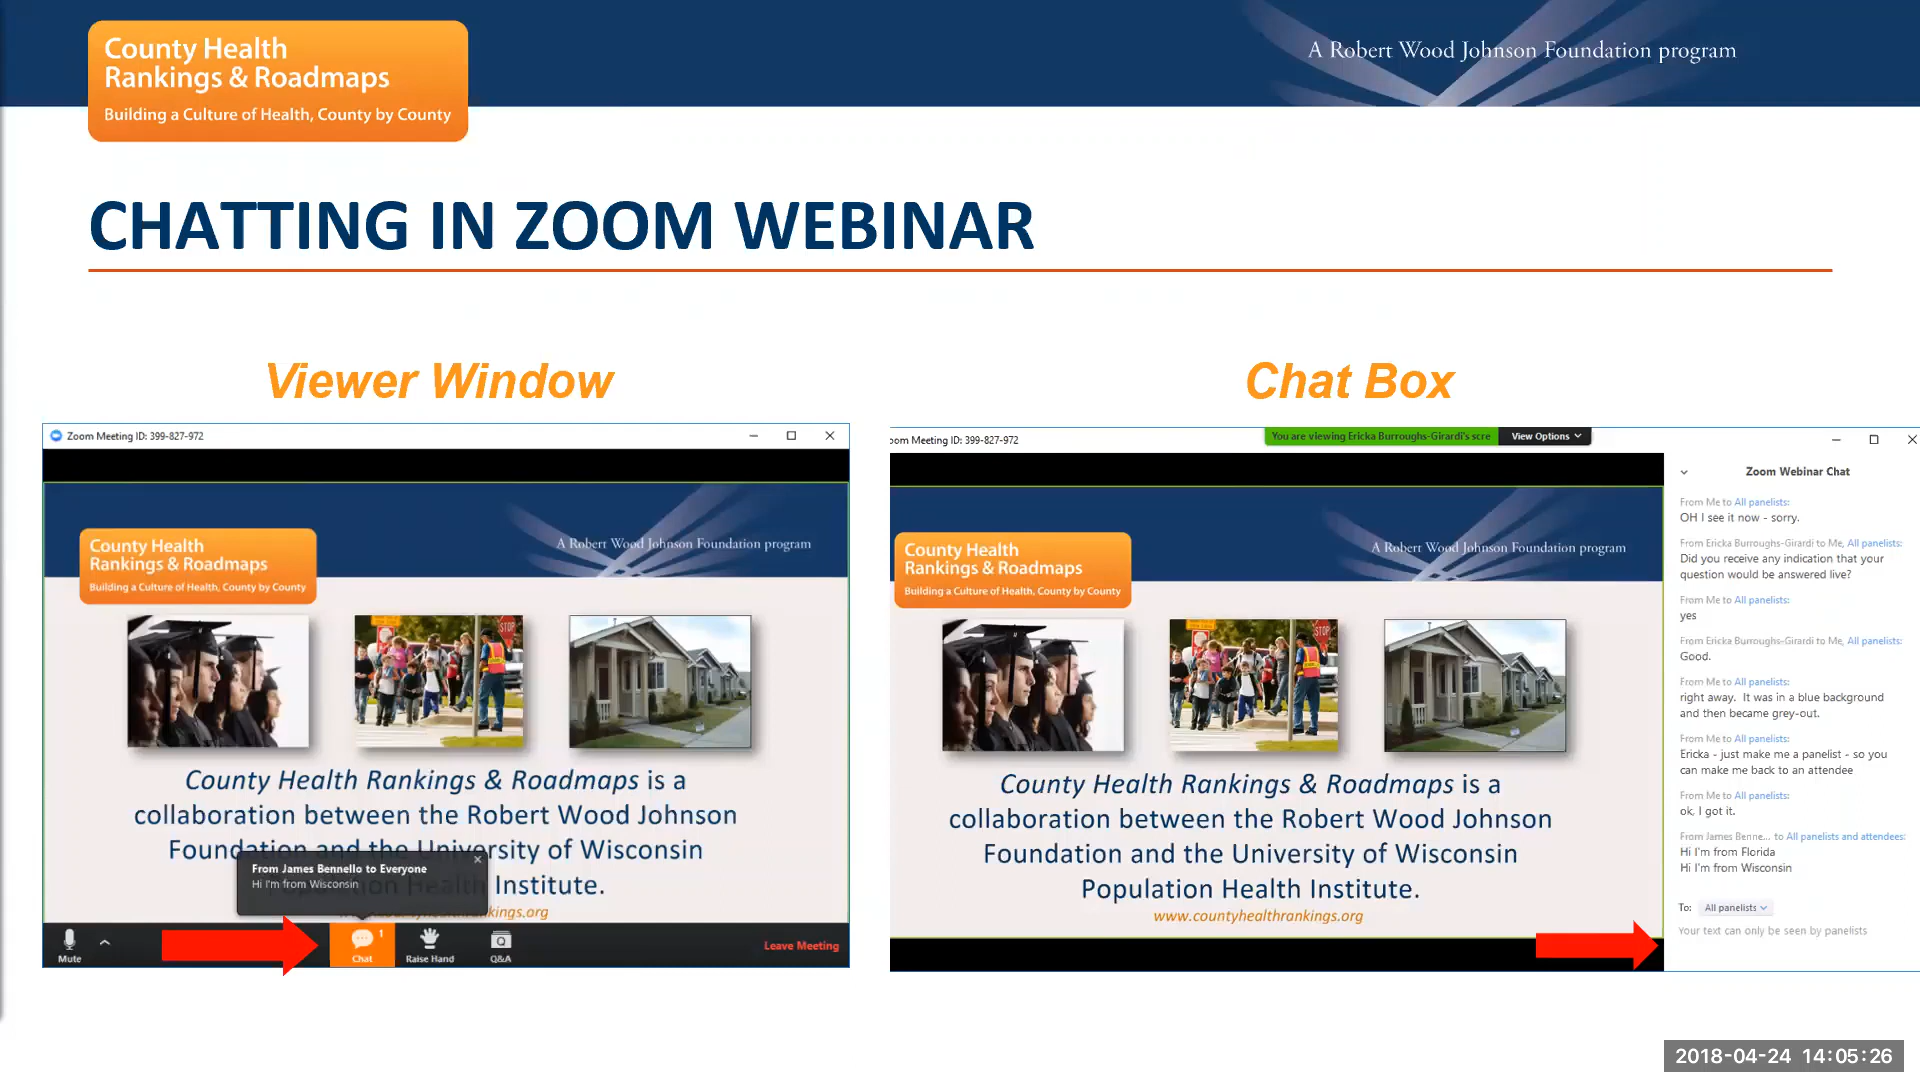 County Health
Rankings & Roadmaps
Building a Culture of Health, County by County
A Robert Wood Johnson Foundation program
CHATTING IN ZOOM WEBINAR
Viewer Window
Zoom Meeting ID: 399-827-972
County Health
Rankings & Roadmaps
Building a Culture of Health, County by County
A Robert Wood Johnson Foundation program
STOP
County Health Rankings & Roadmaps is a
collaboration between the Robert Wood Johnson
Foundation and the University of Wisconsin
Health Institute.
From James Bennello to Everyone
Hi I'm from Wisconsin
Mute
Chat
1
Raise Hand
Q&A
Leave Meeting
Chat Box
oom Meeting ID: 399-827-972
You are viewing Ericka Burroughs-Girardi's scre
View Options
County Health
Rankings & Roadmaps
Building a Culture of Health, County by County
A Robert Wood Johnson Foundation program
STOP
County Health Rankings & Roadmaps is a
collaboration between the Robert Wood Johnson
Foundation and the University of Wisconsin
Population Health Institute.
www.countyhealthrankings.org
Zoom Webinar Chat
From Me to All panelists:
OH I see it now - sorry.
From Ericka Burroughs-Girardi to Me, All panelists:
Did you receive any indication that your
question would be answered live?
From Me to All panelists:
yes
From Ericka Burroughs-Girardi to Me, All panelists:
Good.
From Me to All panelists:
right away. It was in a blue background
and then became grey-out.
From Me to All panelists:
Ericka - just make me a panelist - so you
can make me back to an attendee
From Me to All panelists:
ok, I got it.
From James Benne... to All panelists and attendees:
Hi I'm from Florida
Hi I'm from Wisconsin
To: All panelists
Your text can only be seen by panelists
2018-04-24 14:05:26